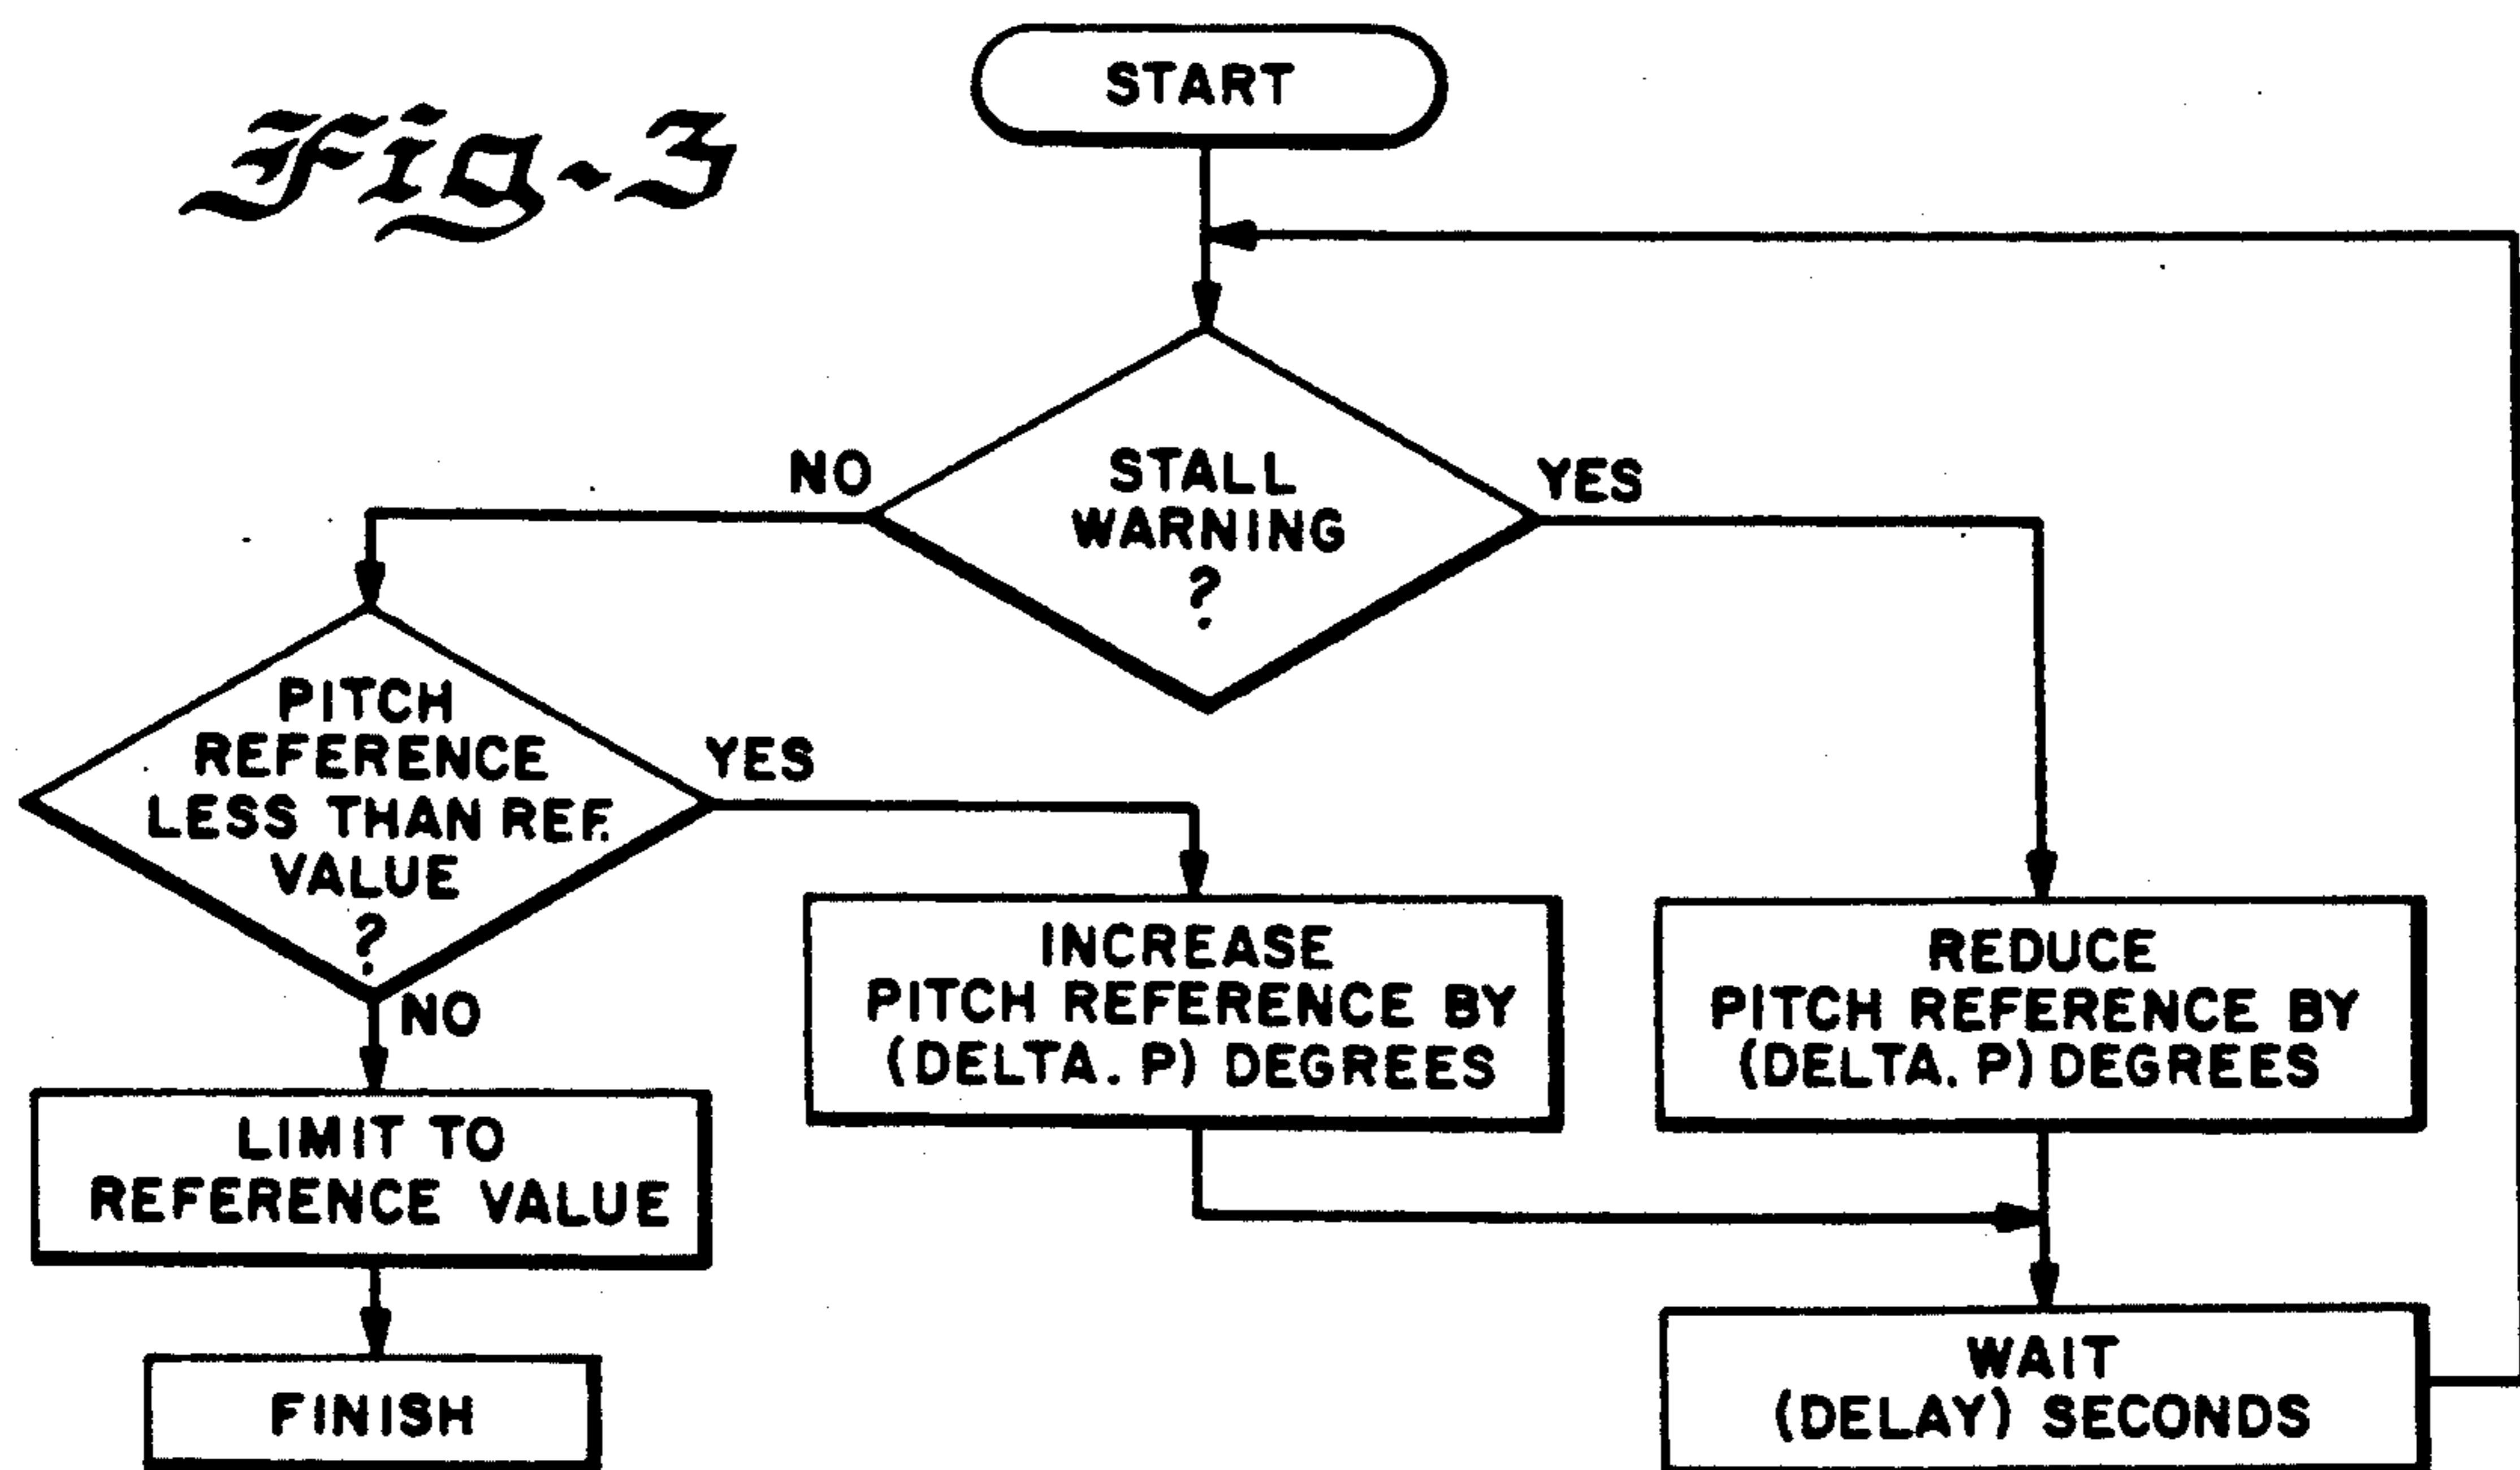 Fig-3
START
NO
STALL
WARNING
?
YES
PITCH
REFERENCE
LESS THAN REF.
VALUE
?
YES
NO
INCREASE
PITCH REFERENCE BY
(DELTA. P) DEGREES
REDUCE
PITCH REFERENCE BY
(DELTA. P) DEGREES
LIMIT TO
REFERENCE VALUE
FINISH
WAIT
(DELAY) SECONDS